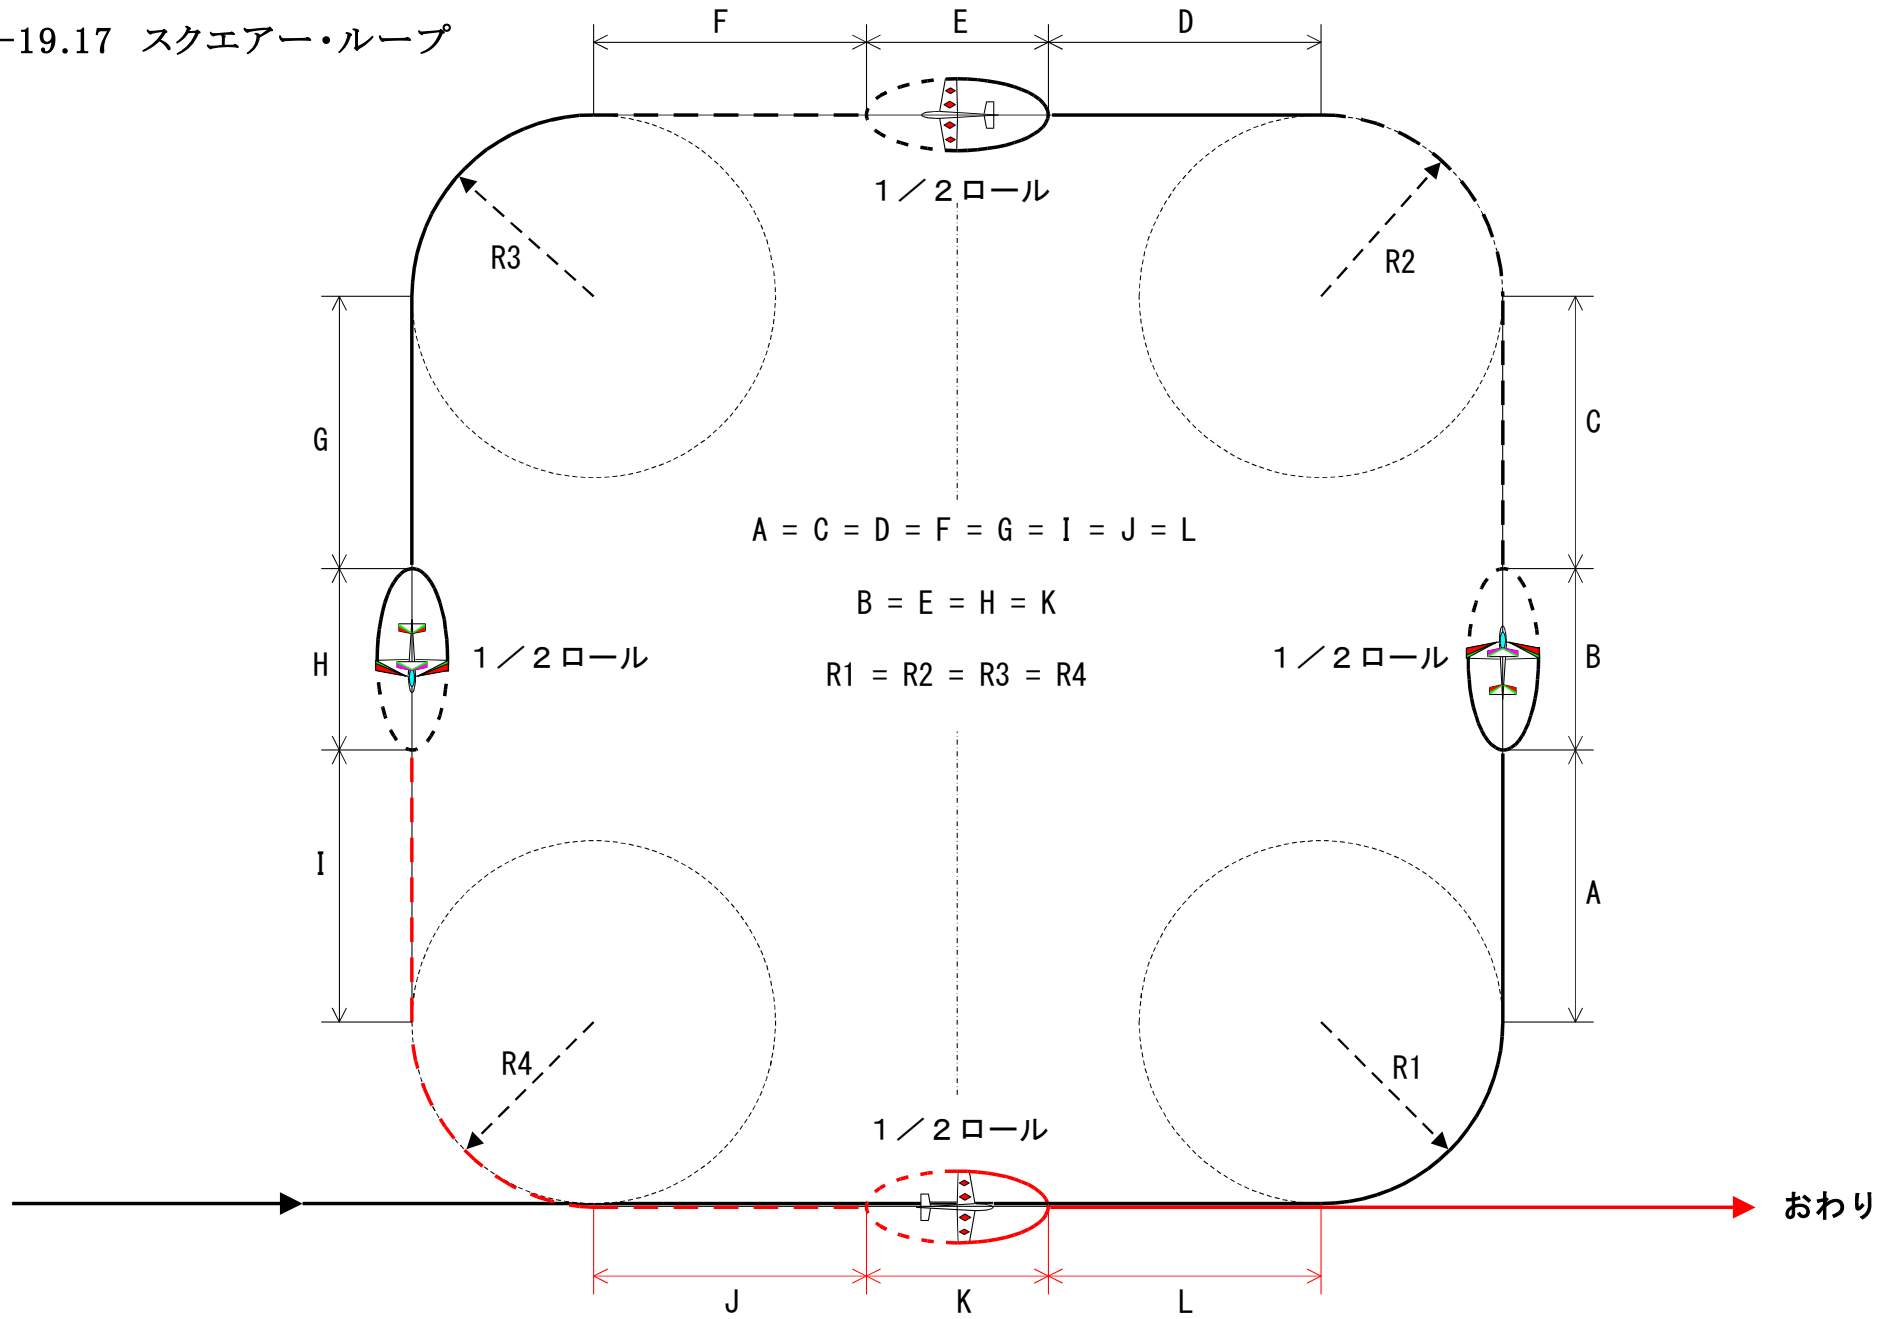 -19.17 スクエアー・ループ
F E D
1／2ロール
R3
R2
G
C
A = C = D = F = G = I = J = L
B = E = H = K
H
1／2ロール
R1 = R2 = R3 = R4
1／2ロール
B
I
A
R4
R1
1／2ロール
おわり
J K L